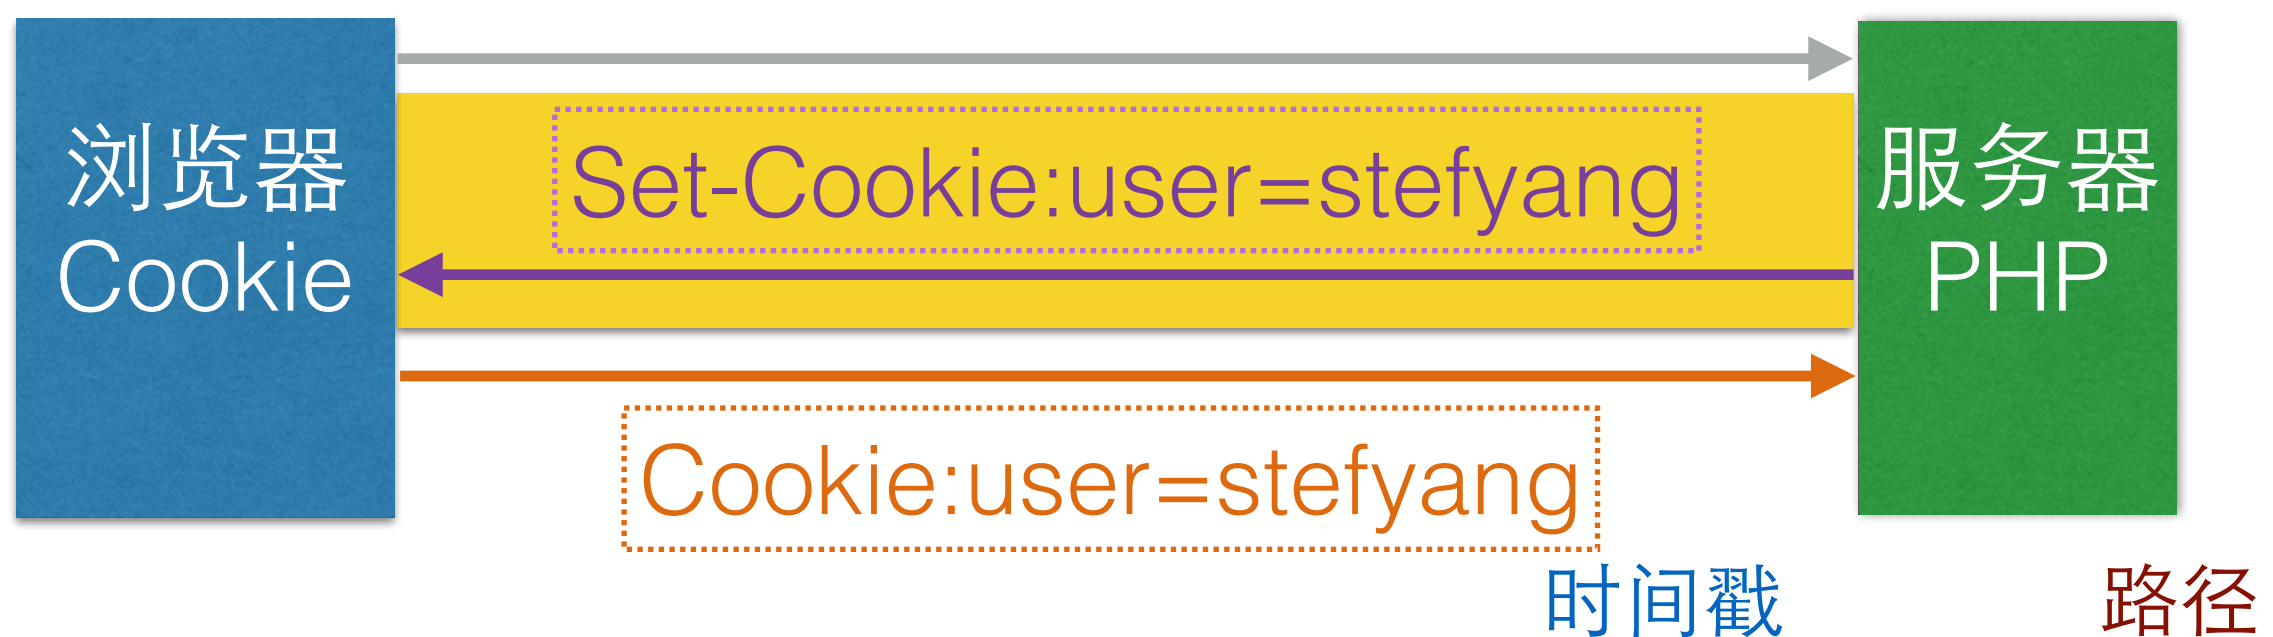 浏览器
Cookie
Set-Cookie:user=stefyang
服务器
PHP
Cookie:user=stefyang
时间戳
路径